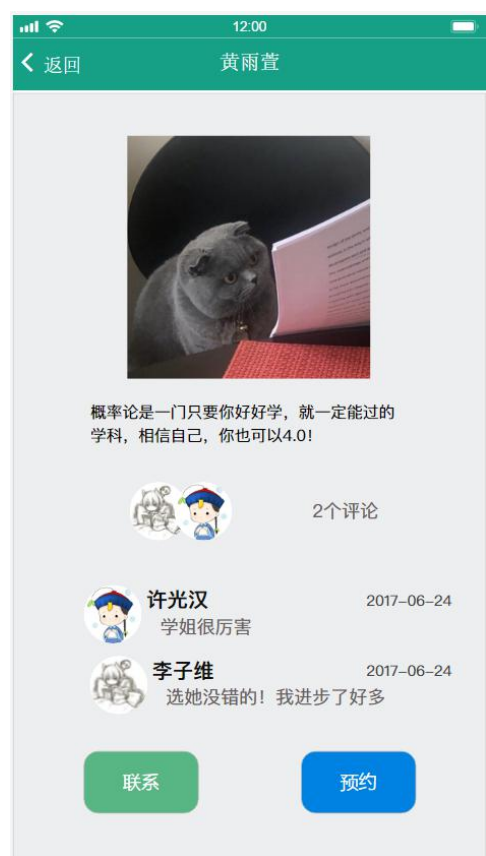 12:00
返回 黄雨萱
概率论是一门只要你好好学，就一定能过的
学科，相信自己，你也可以4.0！
2个评论
许光汉 2017-06-24
学姐很厉害
李子维 2017-06-24
选她没错的！我进步了好多
联系 预约